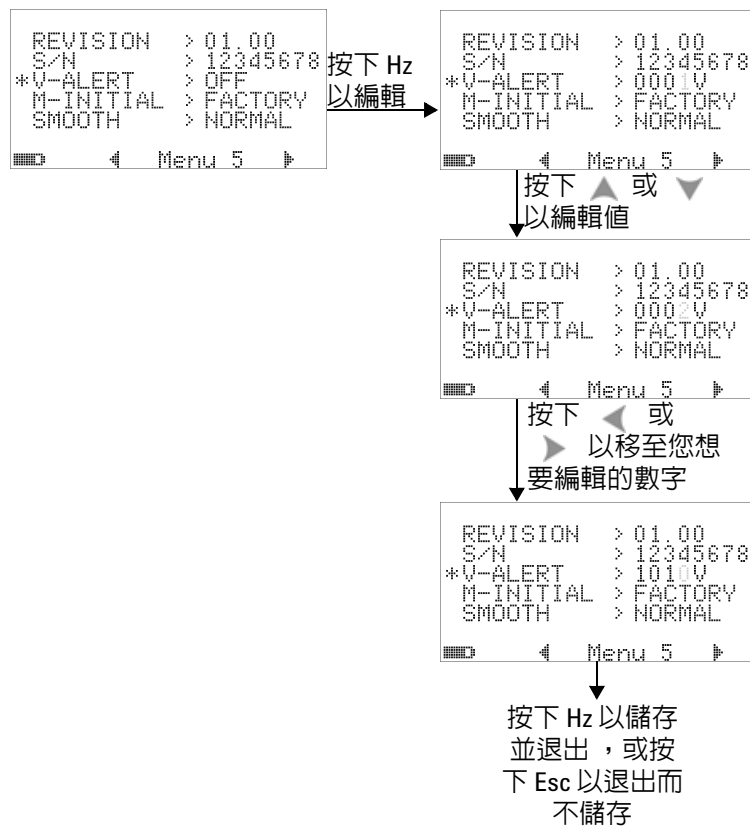 REVISION > 01.00
S/N > 12345678
*V-ALERT > OFF
M-INITIAL > FACTORY
SMOOTH > NORMAL
Menu 5
按下 Hz
以編輯
REVISION > 01.00
S/N > 12345678
*V-ALERT > 0001V
M-INITIAL > FACTORY
SMOOTH > NORMAL
Menu 5
按下 或
以編輯值
REVISION > 01.00
S/N > 12345678
*V-ALERT > 0002V
M-INITIAL > FACTORY
SMOOTH > NORMAL
Menu 5
按下 或
以移至您想
要編輯的數字
REVISION > 01.00
S/N > 12345678
*V-ALERT > 1010V
M-INITIAL > FACTORY
SMOOTH > NORMAL
Menu 5
按下 Hz 以儲存
並退出 ，或按
下 Esc 以退出而
不儲存